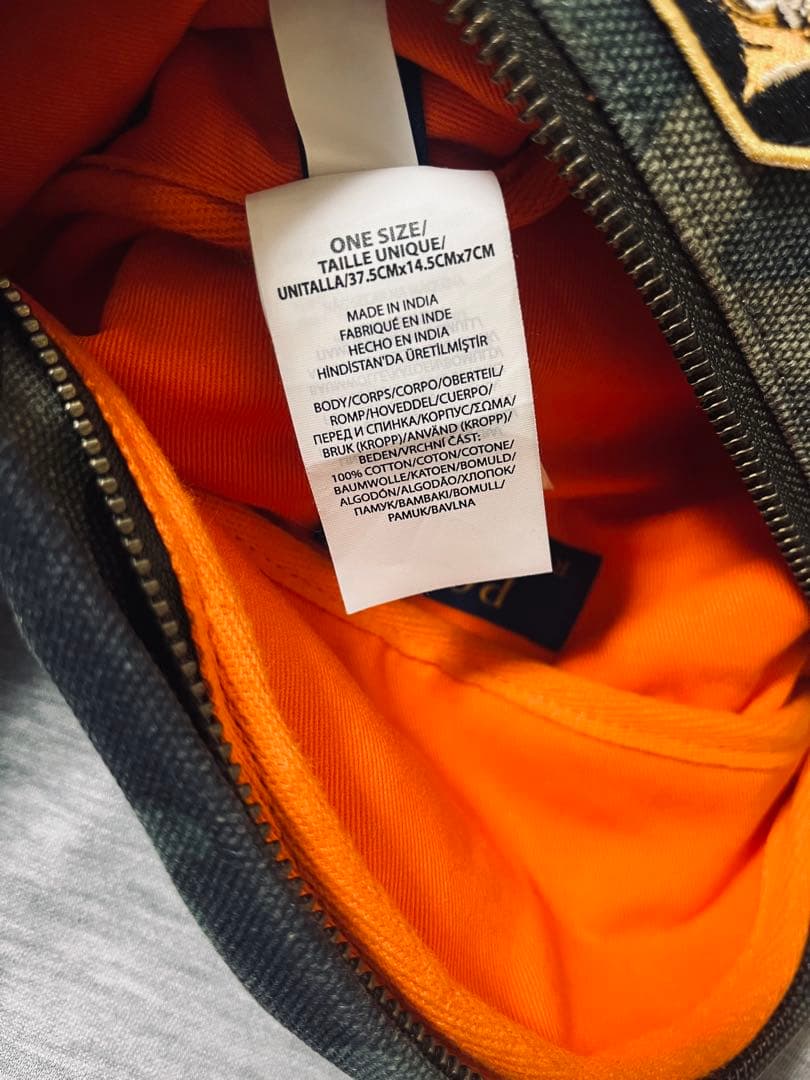 ONE SIZE/
TAILLE UNIQUE/
UNITALLA/37.5CMx14.5CMx7CM
MADE IN INDIA
FABRIQUÉ EN INDE
HECHO EN INDIA
HİNDİSTAN'DA ÜRETİLMİŞTİR
BODY/CORPS/CORPO/OBERTEIL/
ROMP/HOVEDDEL/CUERPO/
ПЕРЕД И СПИНКА/КОРПУС/ΣΩΜΑ/
BRUK (KROPP)/ANVÄND (KROPP)/
BEDEN/VRCHNÍ ČÁST:
100% COTTON/COTON/COTONE/
BAUMWOLLE/KATOEN/BOMULD/
ALGODÓN/ALGODÃO/ХЛОПОК/
ПАМУК/ΒΑΜΒΑΚΙ/BOMULL/
PAMUK/BAVLNA